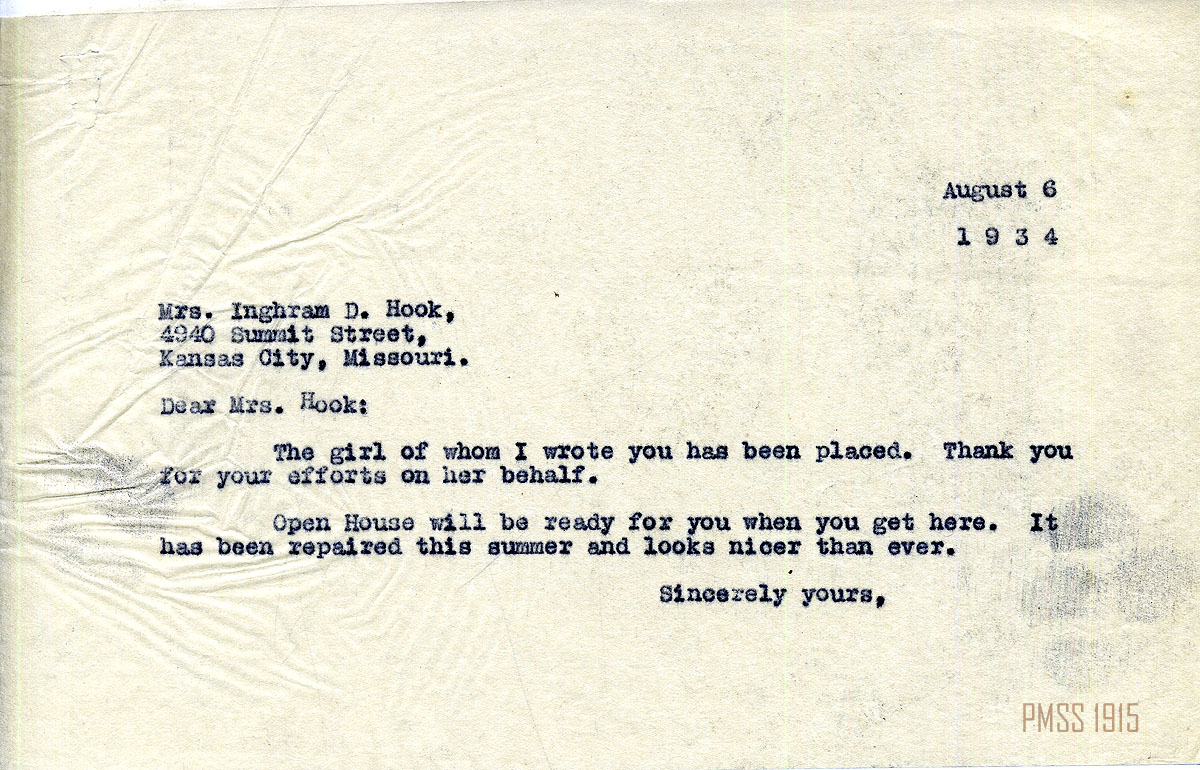 August 6
1 9 3 4
Mrs. Inghram D. Hook,
4940 Summit Street,
Kansas City, Missouri.
Dear Mrs. Hook:
The girl of whom I wrote you has been placed. Thank you
for your efforts on her behalf.
Open House will be ready for you when you get here. It
has been repaired this summer and looks nicer than ever.
Sincerely yours,
PMSS 1915